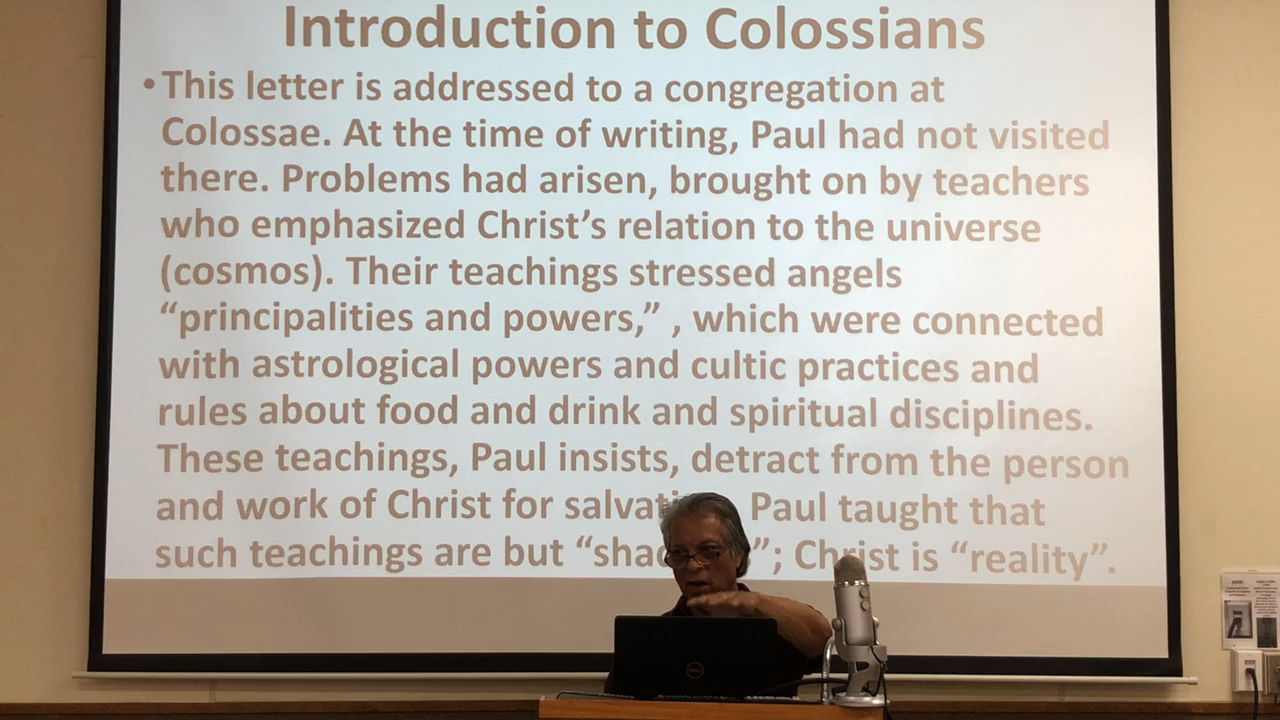 Introduction to Colossians
• This letter is addressed to a congregation at
Colossae. At the time of writing, Paul had not visited
there. Problems had arisen, brought on by teachers
who emphasized Christ’s relation to the universe
(cosmos). Their teachings stressed angels
“principalities and powers,” , which were connected
with astrological powers and cultic practices and
rules about food and drink and spiritual disciplines.
These teachings, Paul insists, detract from the person
and work of Christ for Paul taught that
such teachings are but ”; Christ is “reality”.
DELL